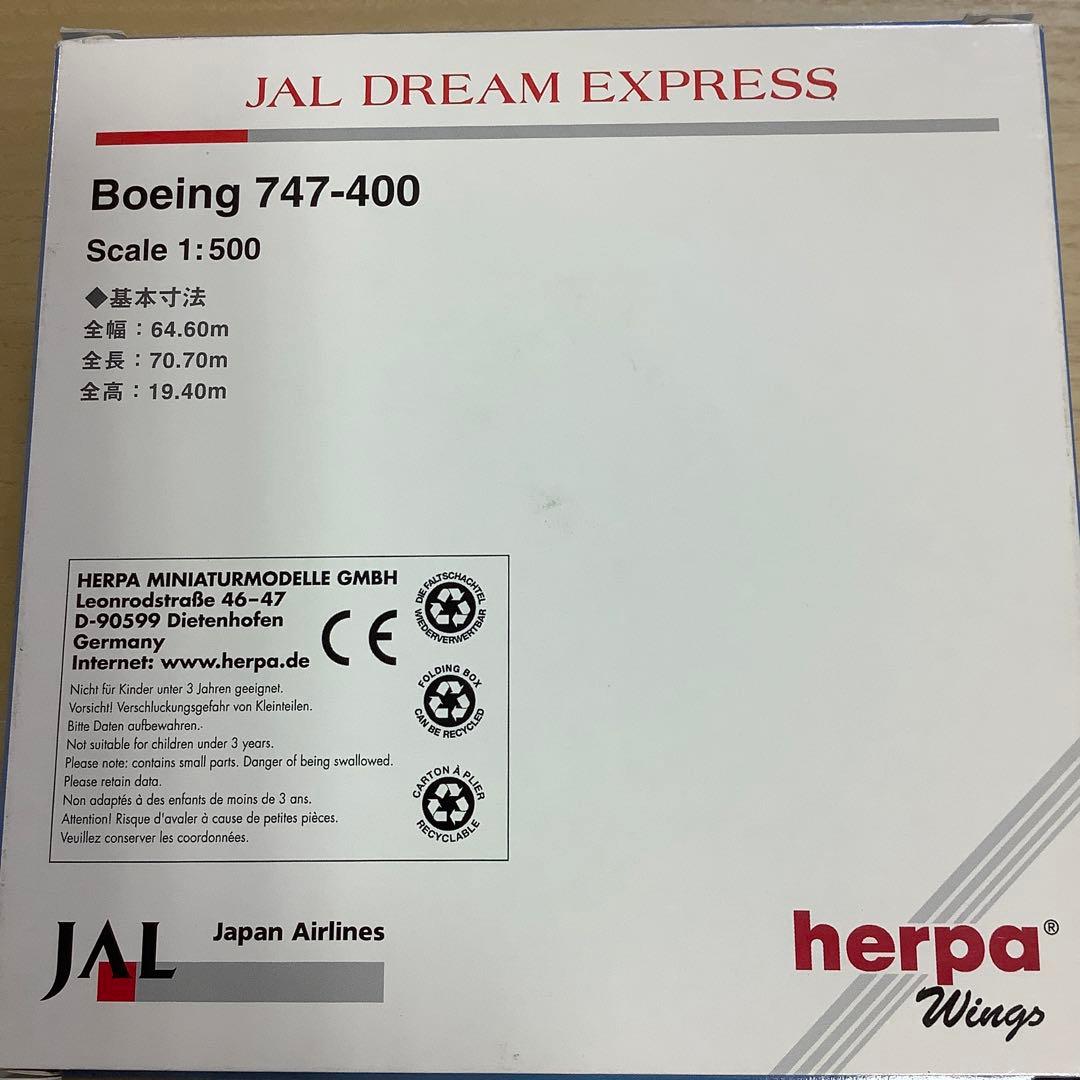 JAL DREAM EXPRESS
Boeing 747-400
Scale 1:500
◆基本寸法
全幅：64.60m
全長：70.70m
全高：19.40m
HERPA MINIATURMODELLE GMBH
Leonrodstraße 46–47
D-90599 Dietenhofen
Germany
Internet: www.herpa.de
CE
Nicht für Kinder unter 3 Jahren geeignet.
Vorsicht! Verschluckungsgefahr von Kleinteilen.
Bitte Daten aufbewahren.
Not suitable for children under 3 years.
Please note: contains small parts. Danger of being swallowed.
Please retain data.
Non adaptés à des enfants de moins de 3 ans.
Attention! Risque d'avaler à cause de petites pièces.
Veuillez conserver les coordonnées.
DIE FALTSCHACHTEL
WIEDERVERWERTBAR
FOLDING BOX
CAN BE RECYCLED
CARTON À PLIER
RECYCLABLE
JAL
Japan Airlines
herpa®
Wings